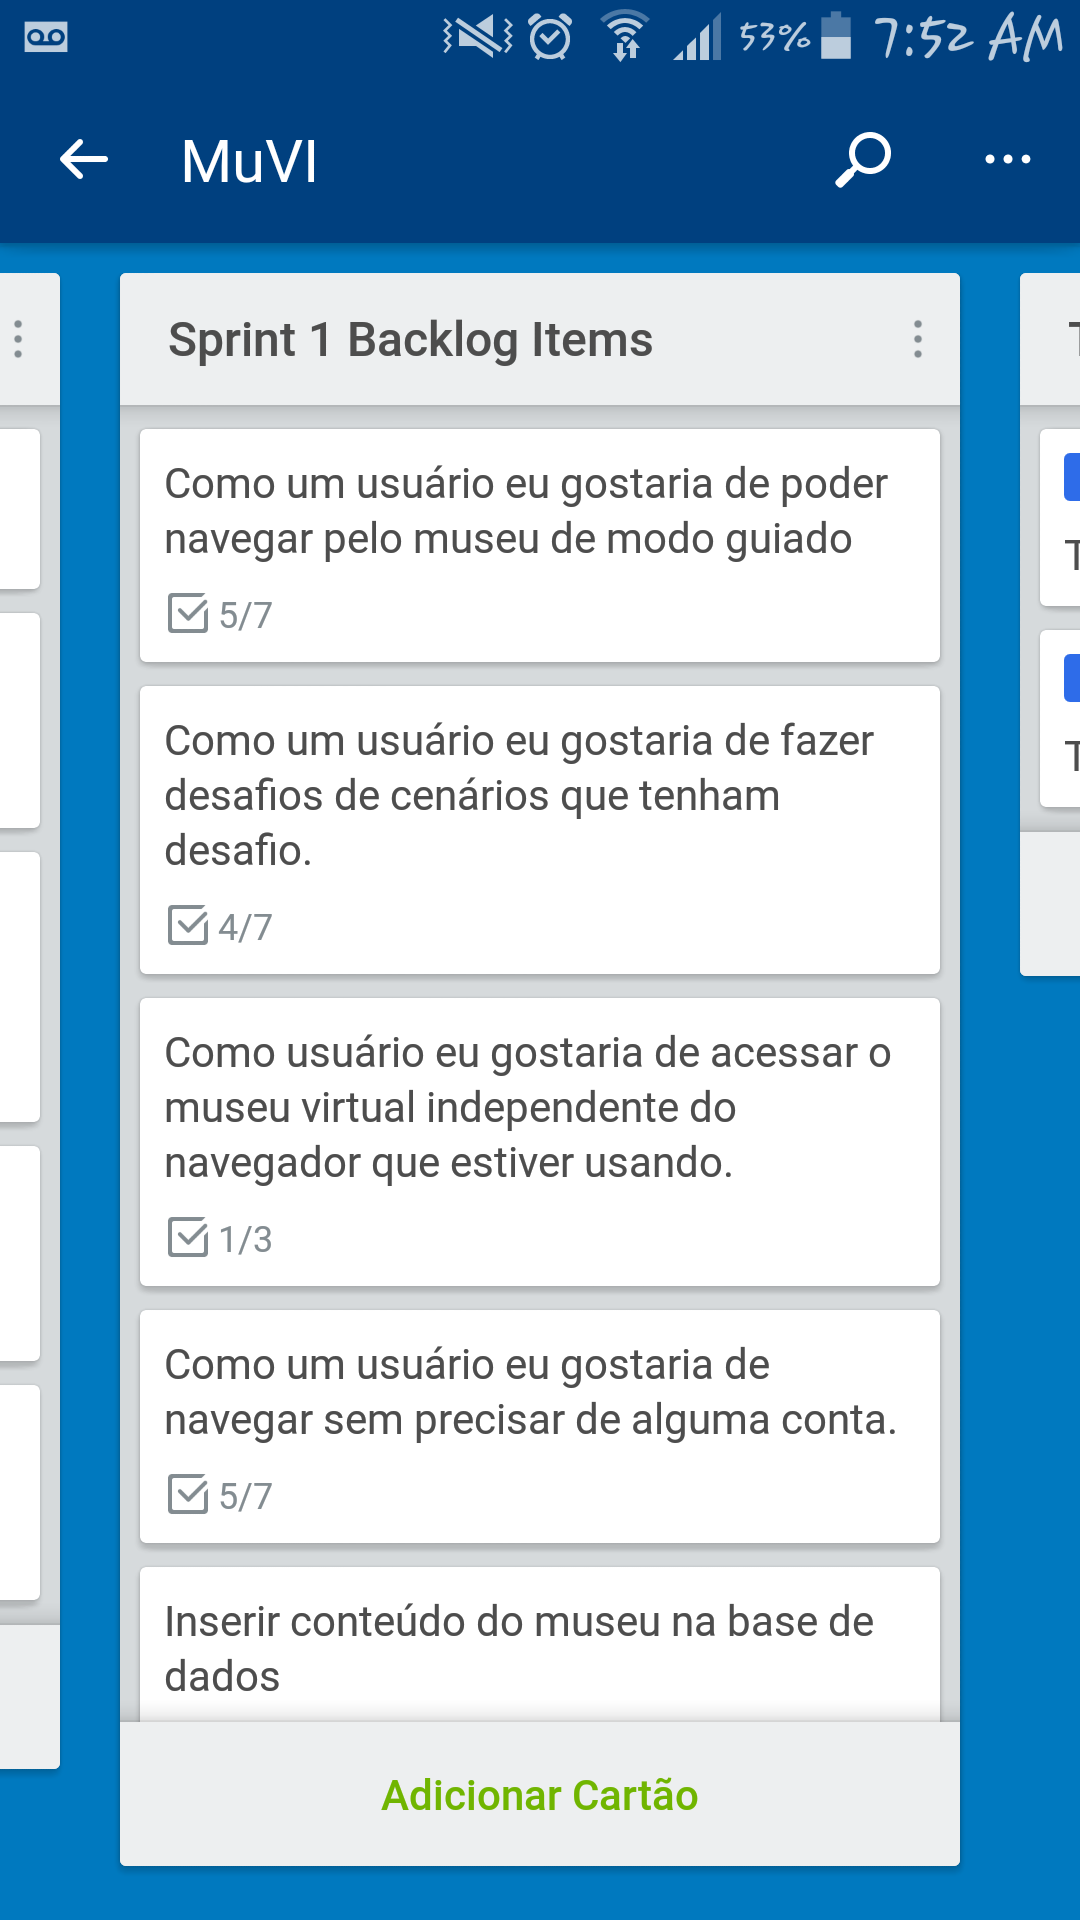 53% 7:52 AM
MuVI
Sprint 1 Backlog Items
Como um usuário eu gostaria de poder
navegar pelo museu de modo guiado
5/7
Como um usuário eu gostaria de fazer
desafios de cenários que tenham
desafio.
4/7
Como usuário eu gostaria de acessar o
museu virtual independente do
navegador que estiver usando.
1/3
Como um usuário eu gostaria de
navegar sem precisar de alguma conta.
5/7
Inserir conteúdo do museu na base de
dados
Adicionar Cartão